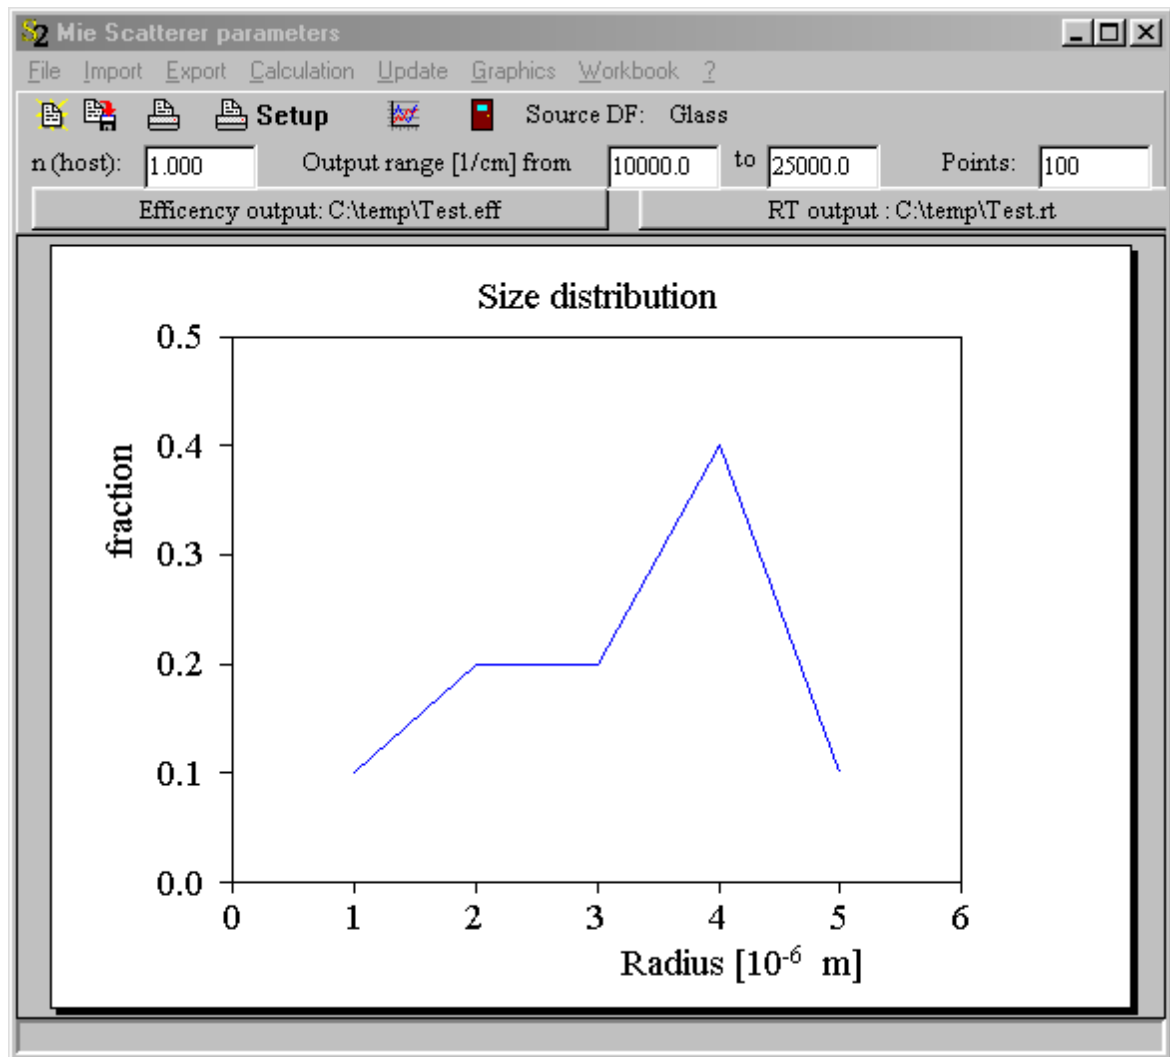 S2 Mie Scatterer parameters
File Import Export Calculation Update Graphics Workbook ?
Setup Source DF: Glass
n (host): 1.000 Output range [1/cm] from 10000.0 to 25000.0 Points: 100
Efficency output: C:\temp\Test.eff RT output : C:\temp\Test.rt
Size distribution
0.5
0.4
fraction
0.3
0.2
0.1
0.0
0 1 2 3 4 5 6
Radius [10⁻⁶ m]